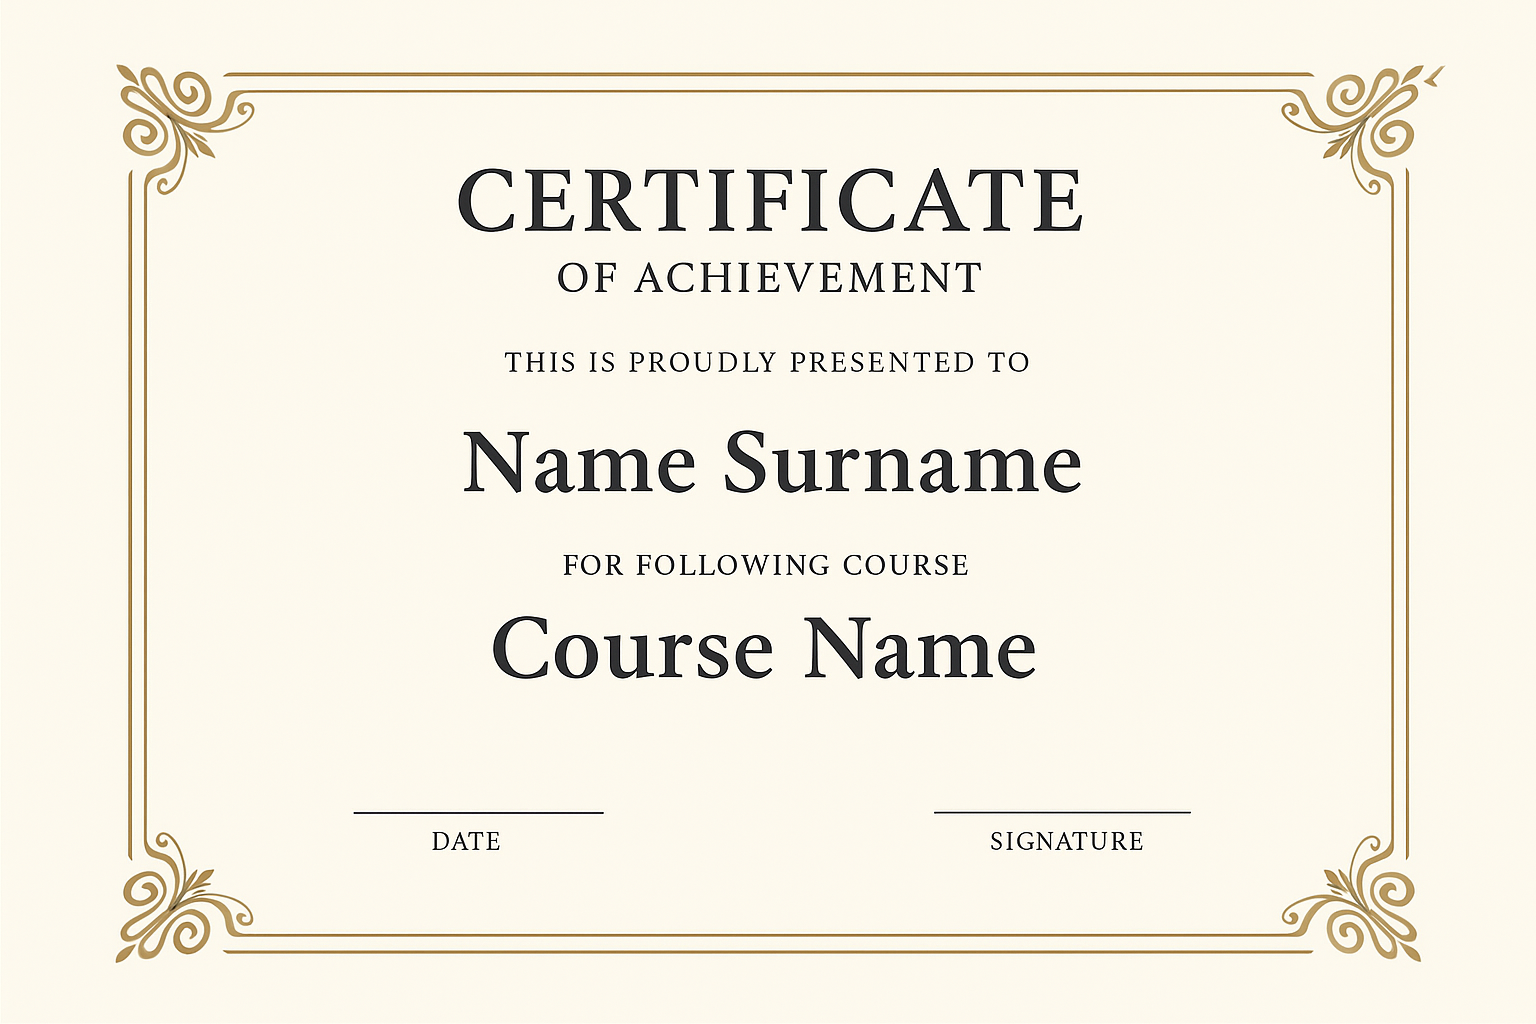 CERTIFICATE
OF ACHIEVEMENT
THIS IS PROUDLY PRESENTED TO
Name Surname
FOR FOLLOWING COURSE
Course Name
DATE
SIGNATURE